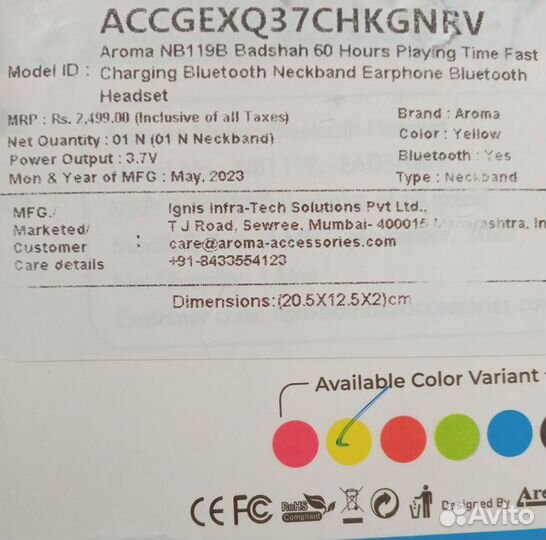 ACCGEXQ37CHKGNRV
Aroma NB119B Badshah 60 Hours Playing Time Fast
Model ID : Charging Bluetooth Neckband Earphone Bluetooth
Headset
MRP : Rs. 2,499.00 (Inclusive of all Taxes)
Net Quantity : 01 N (01 N Neckband)
Power Output : 3.7V
Mon & Year of MFG : May, 2023
Brand : Aroma
Color : Yellow
Bluetooth : Yes
Type : Neckband
MFG./
Marketed/
Customer :
Care details
Ignis Infra-Tech Solutions Pvt Ltd.,
T J Road, Sewree, Mumbai- 400015 Maharashtra, In
care@aroma-accessories.com
+91-8433554123
Dimensions:(20.5X12.5X2)cm
Available Color Variant
CE FC RoHS
Compliant
Designed By Aro
Avito